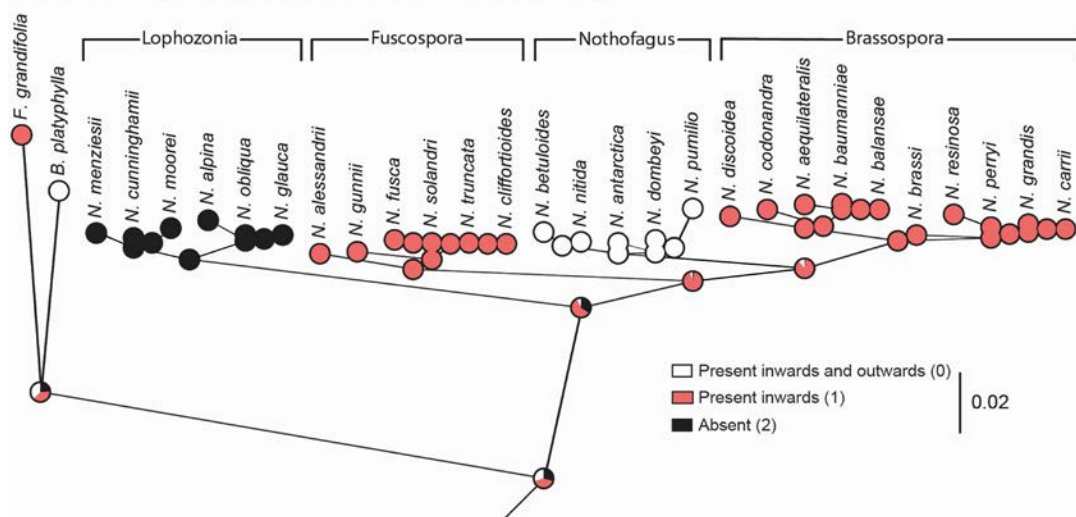 Lophozonia
Fuscospora
Nothofagus
Brassospora
F. grandifolia
B. platyphylla
N. menziesii
N. cunninghamii
N. moorei
N. alpina
N. obliqua
N. glauca
N. alessandrii
N. gunnii
N. fusca
N. solandri
N. truncata
N. cliffortioides
N. betuloides
N. nitida
N. antarctica
N. dombeyi
N. pumilio
N. discoidea
N. codonandra
N. aequilateralis
N. baumanniae
N. balansae
N. brassi
N. resinosa
N. perryi
N. grandis
N. carrii
Present inwards and outwards (0)
Present inwards (1)
Absent (2)
0.02